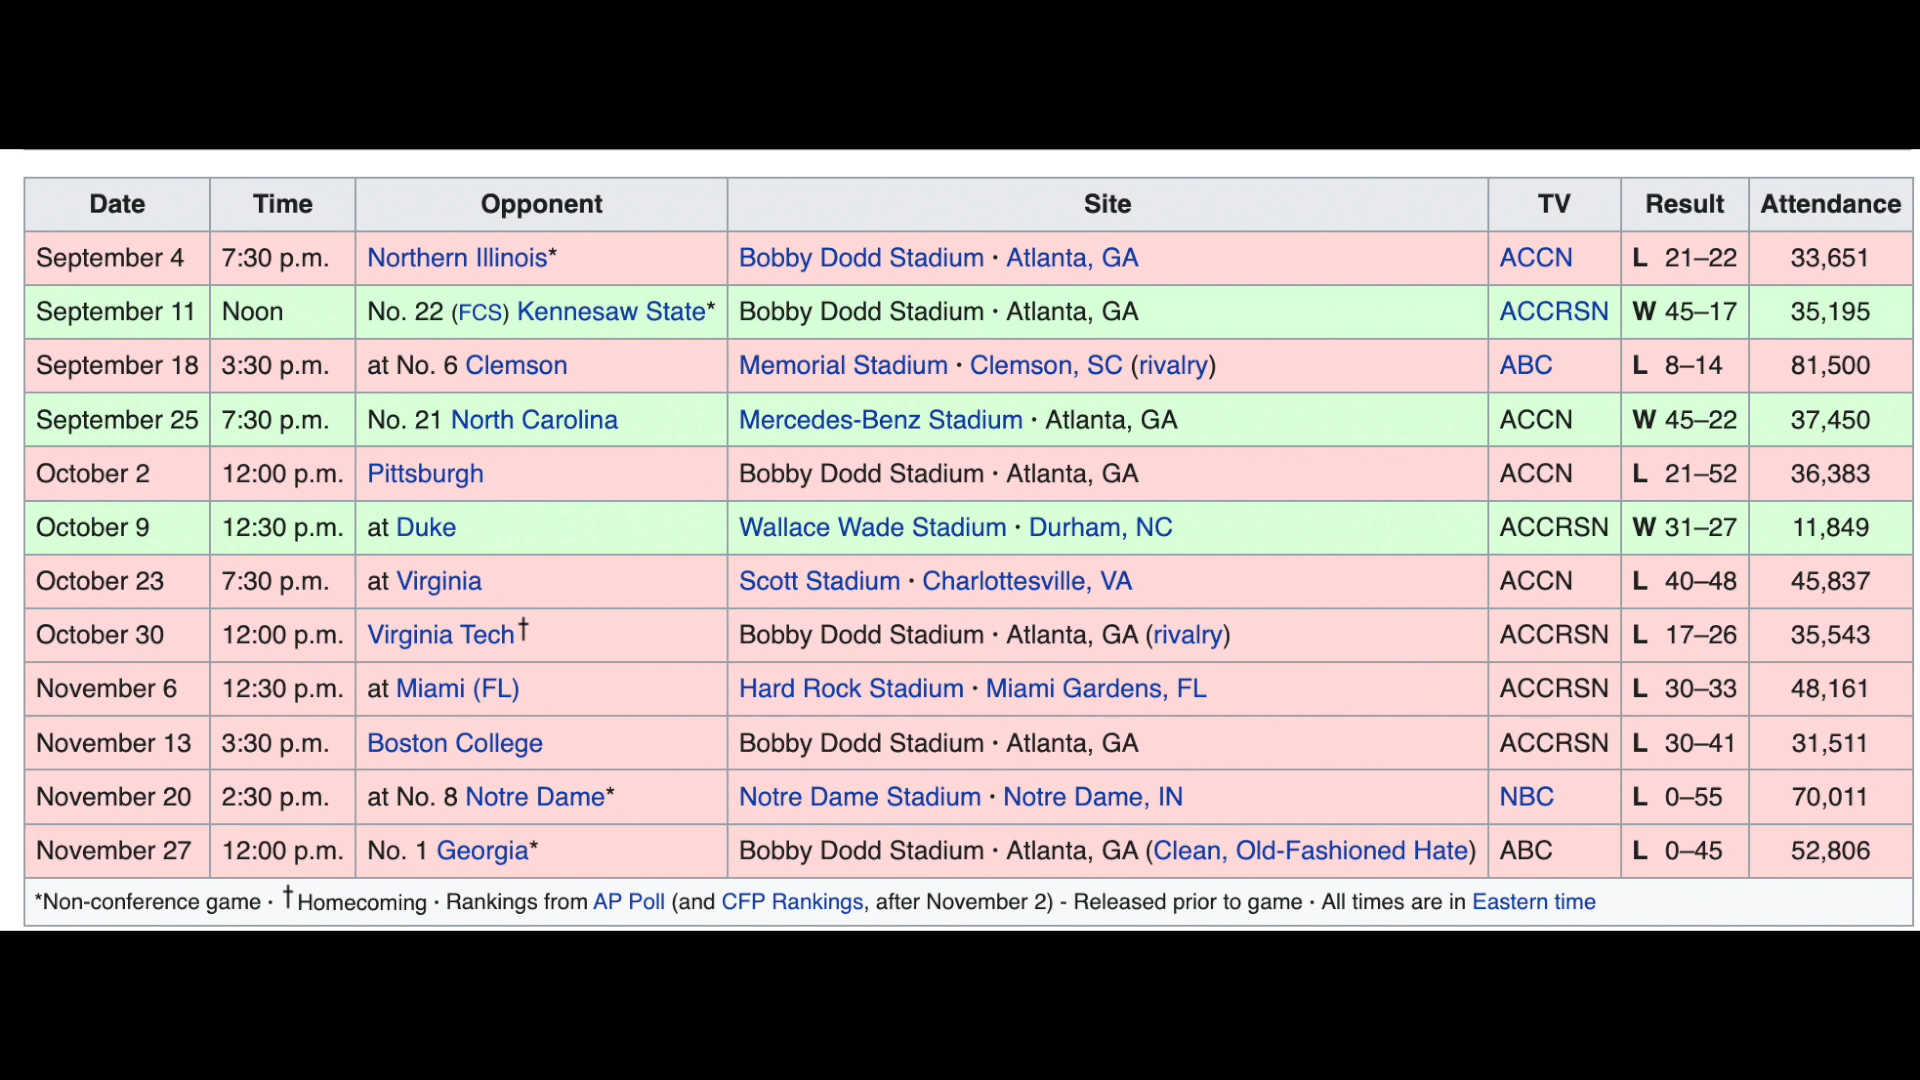 Date Time Opponent Site TV Result Attendance
September 4 7:30 p.m. Northern Illinois* Bobby Dodd Stadium · Atlanta, GA ACCN L 21–22 33,651
September 11 Noon No. 22 (FCS) Kennesaw State* Bobby Dodd Stadium · Atlanta, GA ACCRSN W 45–17 35,195
September 18 3:30 p.m. at No. 6 Clemson Memorial Stadium · Clemson, SC (rivalry) ABC L 8–14 81,500
September 25 7:30 p.m. No. 21 North Carolina Mercedes-Benz Stadium · Atlanta, GA ACCN W 45–22 37,450
October 2 12:00 p.m. Pittsburgh Bobby Dodd Stadium · Atlanta, GA ACCN L 21–52 36,383
October 9 12:30 p.m. at Duke Wallace Wade Stadium · Durham, NC ACCRSN W 31–27 11,849
October 23 7:30 p.m. at Virginia Scott Stadium · Charlottesville, VA ACCN L 40–48 45,837
October 30 12:00 p.m. Virginia Tech† Bobby Dodd Stadium · Atlanta, GA (rivalry) ACCRSN L 17–26 35,543
November 6 12:30 p.m. at Miami (FL) Hard Rock Stadium · Miami Gardens, FL ACCRSN L 30–33 48,161
November 13 3:30 p.m. Boston College Bobby Dodd Stadium · Atlanta, GA ACCRSN L 30–41 31,511
November 20 2:30 p.m. at No. 8 Notre Dame* Notre Dame Stadium · Notre Dame, IN NBC L 0–55 70,011
November 27 12:00 p.m. No. 1 Georgia* Bobby Dodd Stadium · Atlanta, GA (Clean, Old-Fashioned Hate) ABC L 0–45 52,806
*Non-conference game · †Homecoming · Rankings from AP Poll (and CFP Rankings, after November 2) - Released prior to game · All times are in Eastern time